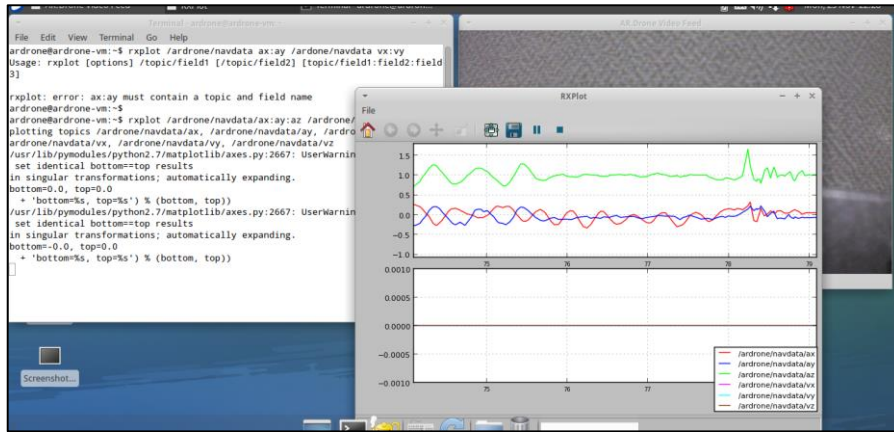 Terminal - ardrone@ardrone-vm: ~
AR.Drone Video Feed
File Edit View Terminal Go Help
ardrone@ardrone-vm:~$ rxplot /ardrone/navdata ax:ay /ardone/navdata vx:vy
Usage: rxplot [options] /topic/field1 [/topic/field2] [topic/field1:field2:field
3]
rxplot: error: ax:ay must contain a topic and field name
ardrone@ardrone-vm:~$
ardrone@ardrone-vm:~$ rxplot /ardrone/navdata/ax:ay:az /ardrone/
plotting topics /ardrone/navdata/ax, /ardrone/navdata/ay, /ardro
ardrone/navdata/vx, /ardrone/navdata/vy, /ardrone/navdata/vz
/usr/lib/pymodules/python2.7/matplotlib/axes.py:2667: UserWarnin
set identical bottom==top results
in singular transformations; automatically expanding.
bottom=0.0, top=0.0
+ 'bottom=%s, top=%s') % (bottom, top))
/usr/lib/pymodules/python2.7/matplotlib/axes.py:2667: UserWarnin
set identical bottom==top results
in singular transformations; automatically expanding.
bottom=-0.0, top=0.0
+ 'bottom=%s, top=%s') % (bottom, top))
Screenshot...
RXPlot
File
1.5
1.0
0.5
0.0
−0.5
−1.0
75 76 77 78 79
0.0010
0.0005
0.0000
−0.0005
−0.0010
75 76 77
/ardrone/navdata/ax
/ardrone/navdata/ay
/ardrone/navdata/az
/ardrone/navdata/vx
/ardrone/navdata/vy
/ardrone/navdata/vz